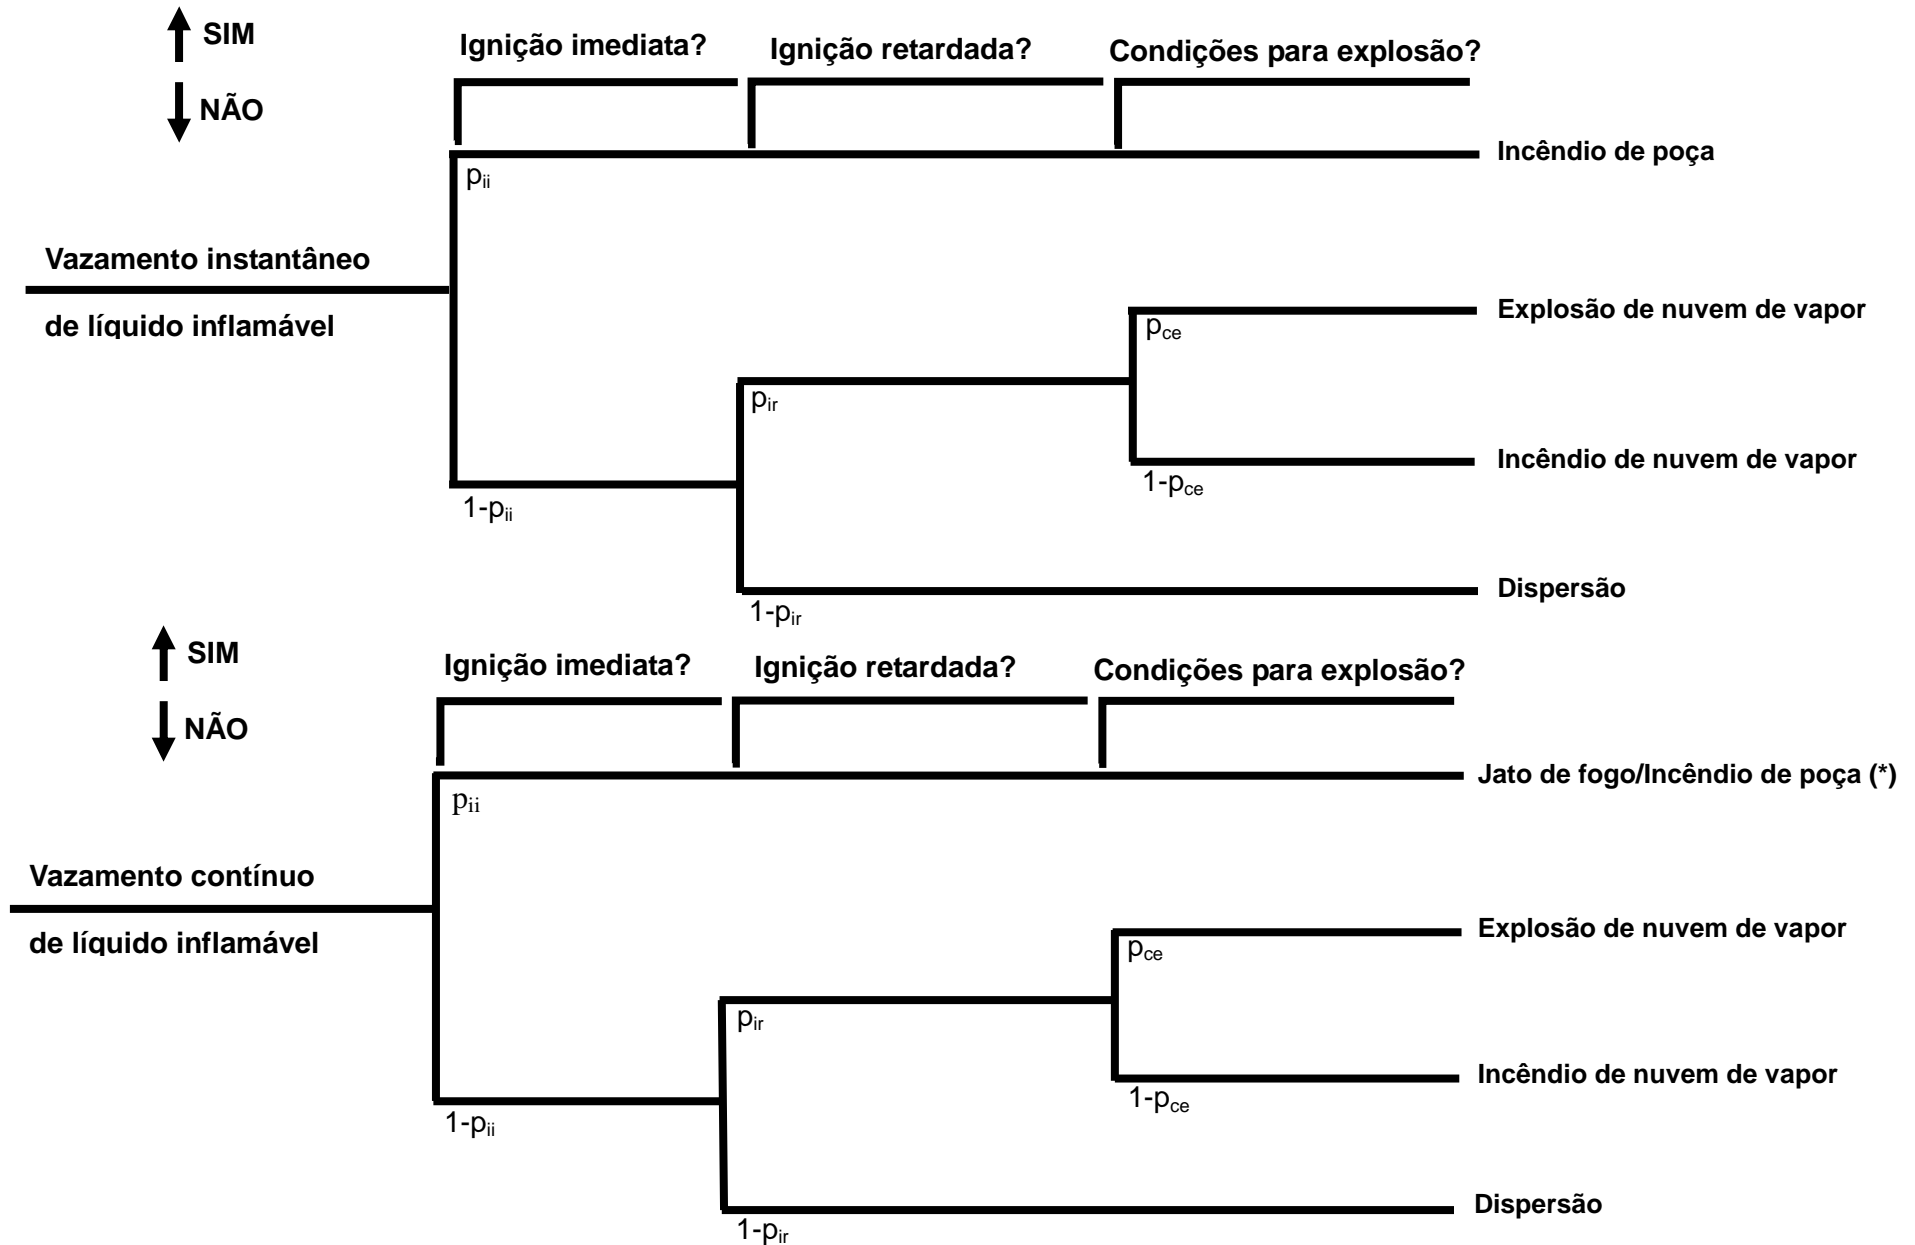 SIM
NÃO
Ignição imediata?
Ignição retardada?
Condições para explosão?
Incêndio de poça
pii
Vazamento instantâneo
de líquido inflamável
Explosão de nuvem de vapor
pce
pir
Incêndio de nuvem de vapor
1-pce
1-pii
Dispersão
1-pir
SIM
NÃO
Ignição imediata?
Ignição retardada?
Condições para explosão?
Jato de fogo/Incêndio de poça (*)
pii
Vazamento contínuo
de líquido inflamável
Explosão de nuvem de vapor
pce
pir
Incêndio de nuvem de vapor
1-pce
1-pii
Dispersão
1-pir